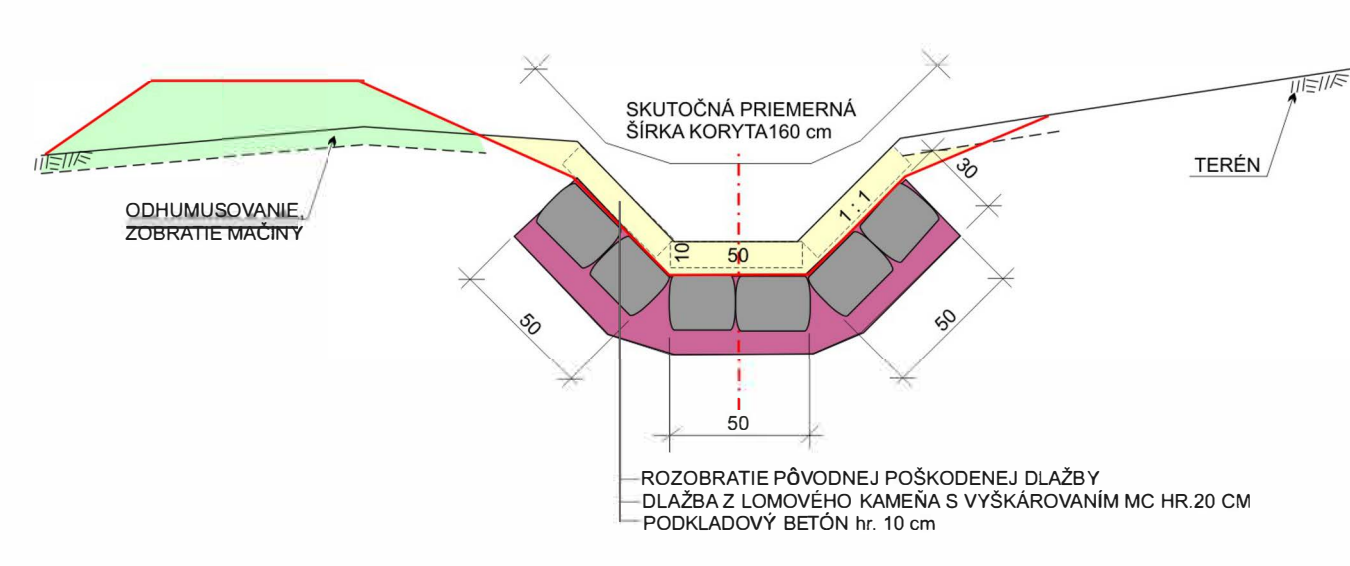 SKUTOČNÁ PRIEMERNÁ
ŠÍRKA KORYTA160 cm
TERÉN
ODHUMUSOVANIE,
ZOBRATIE MAČINY
30
1 : 1
10
50
50
50
50
ROZOBRATIE PÔVODNEJ POŠKODENEJ DLAŽBY
DLAŽBA Z LOMOVÉHO KAMEŇA S VYŠKÁROVANÍM MC HR.20 CM
PODKLADOVÝ BETÓN hr. 10 cm